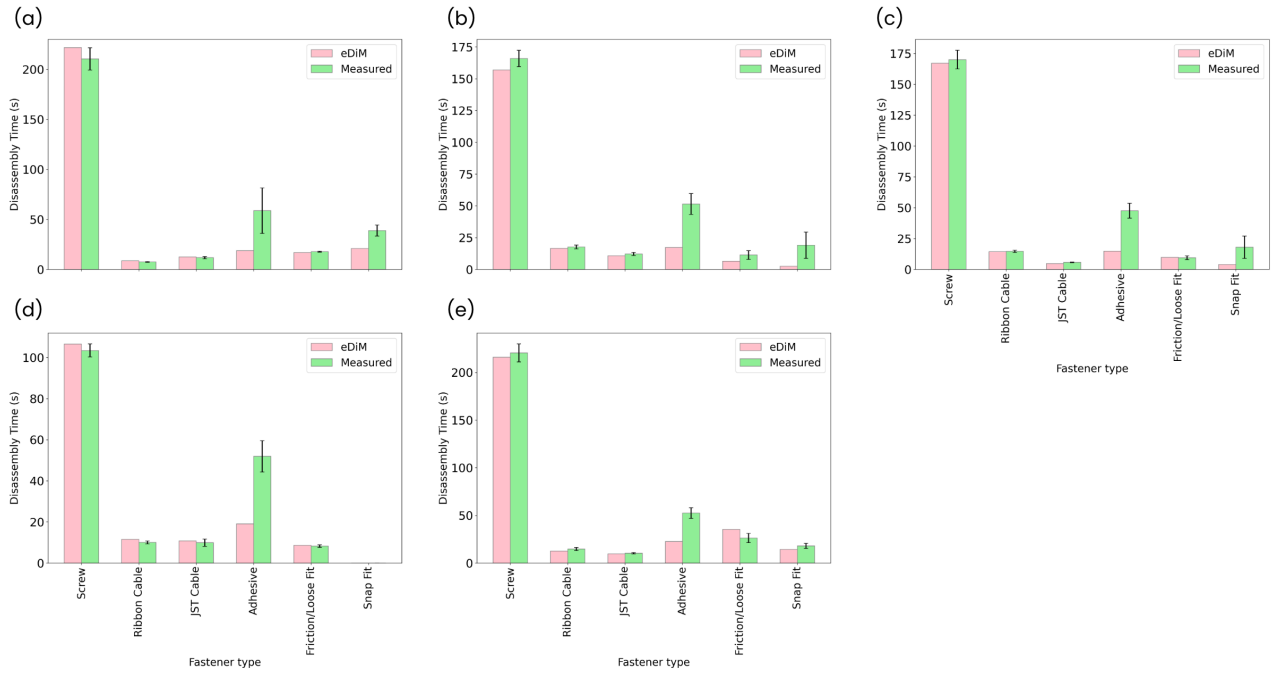 (a)
Disassembly Time (s)
200
150
100
50
0
eDiM
Measured
(b)
Disassembly Time (s)
175
150
125
100
75
50
25
0
eDiM
Measured
(c)
Disassembly Time (s)
175
150
125
100
75
50
25
0
eDiM
Measured
Screw
Ribbon Cable
JST Cable
Adhesive
Friction/Loose Fit
Snap Fit
Fastener type
(d)
Disassembly Time (s)
100
80
60
40
20
0
eDiM
Measured
Screw
Ribbon Cable
JST Cable
Adhesive
Friction/Loose Fit
Snap Fit
Fastener type
(e)
Disassembly Time (s)
200
150
100
50
0
eDiM
Measured
Screw
Ribbon Cable
JST Cable
Adhesive
Friction/Loose Fit
Snap Fit
Fastener type